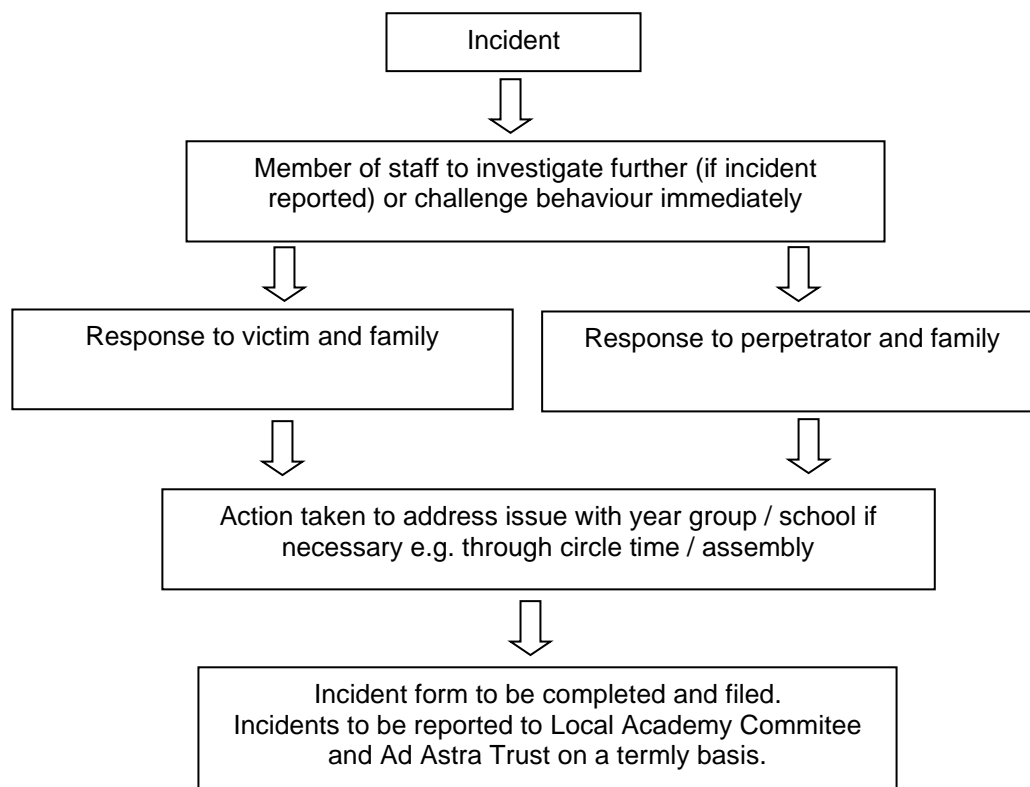 Incident
Member of staff to investigate further (if incident
reported) or challenge behaviour immediately
Response to victim and family
Response to perpetrator and family
Action taken to address issue with year group / school if
necessary e.g. through circle time / assembly
Incident form to be completed and filed.
Incidents to be reported to Local Academy Commitee
and Ad Astra Trust on a termly basis.